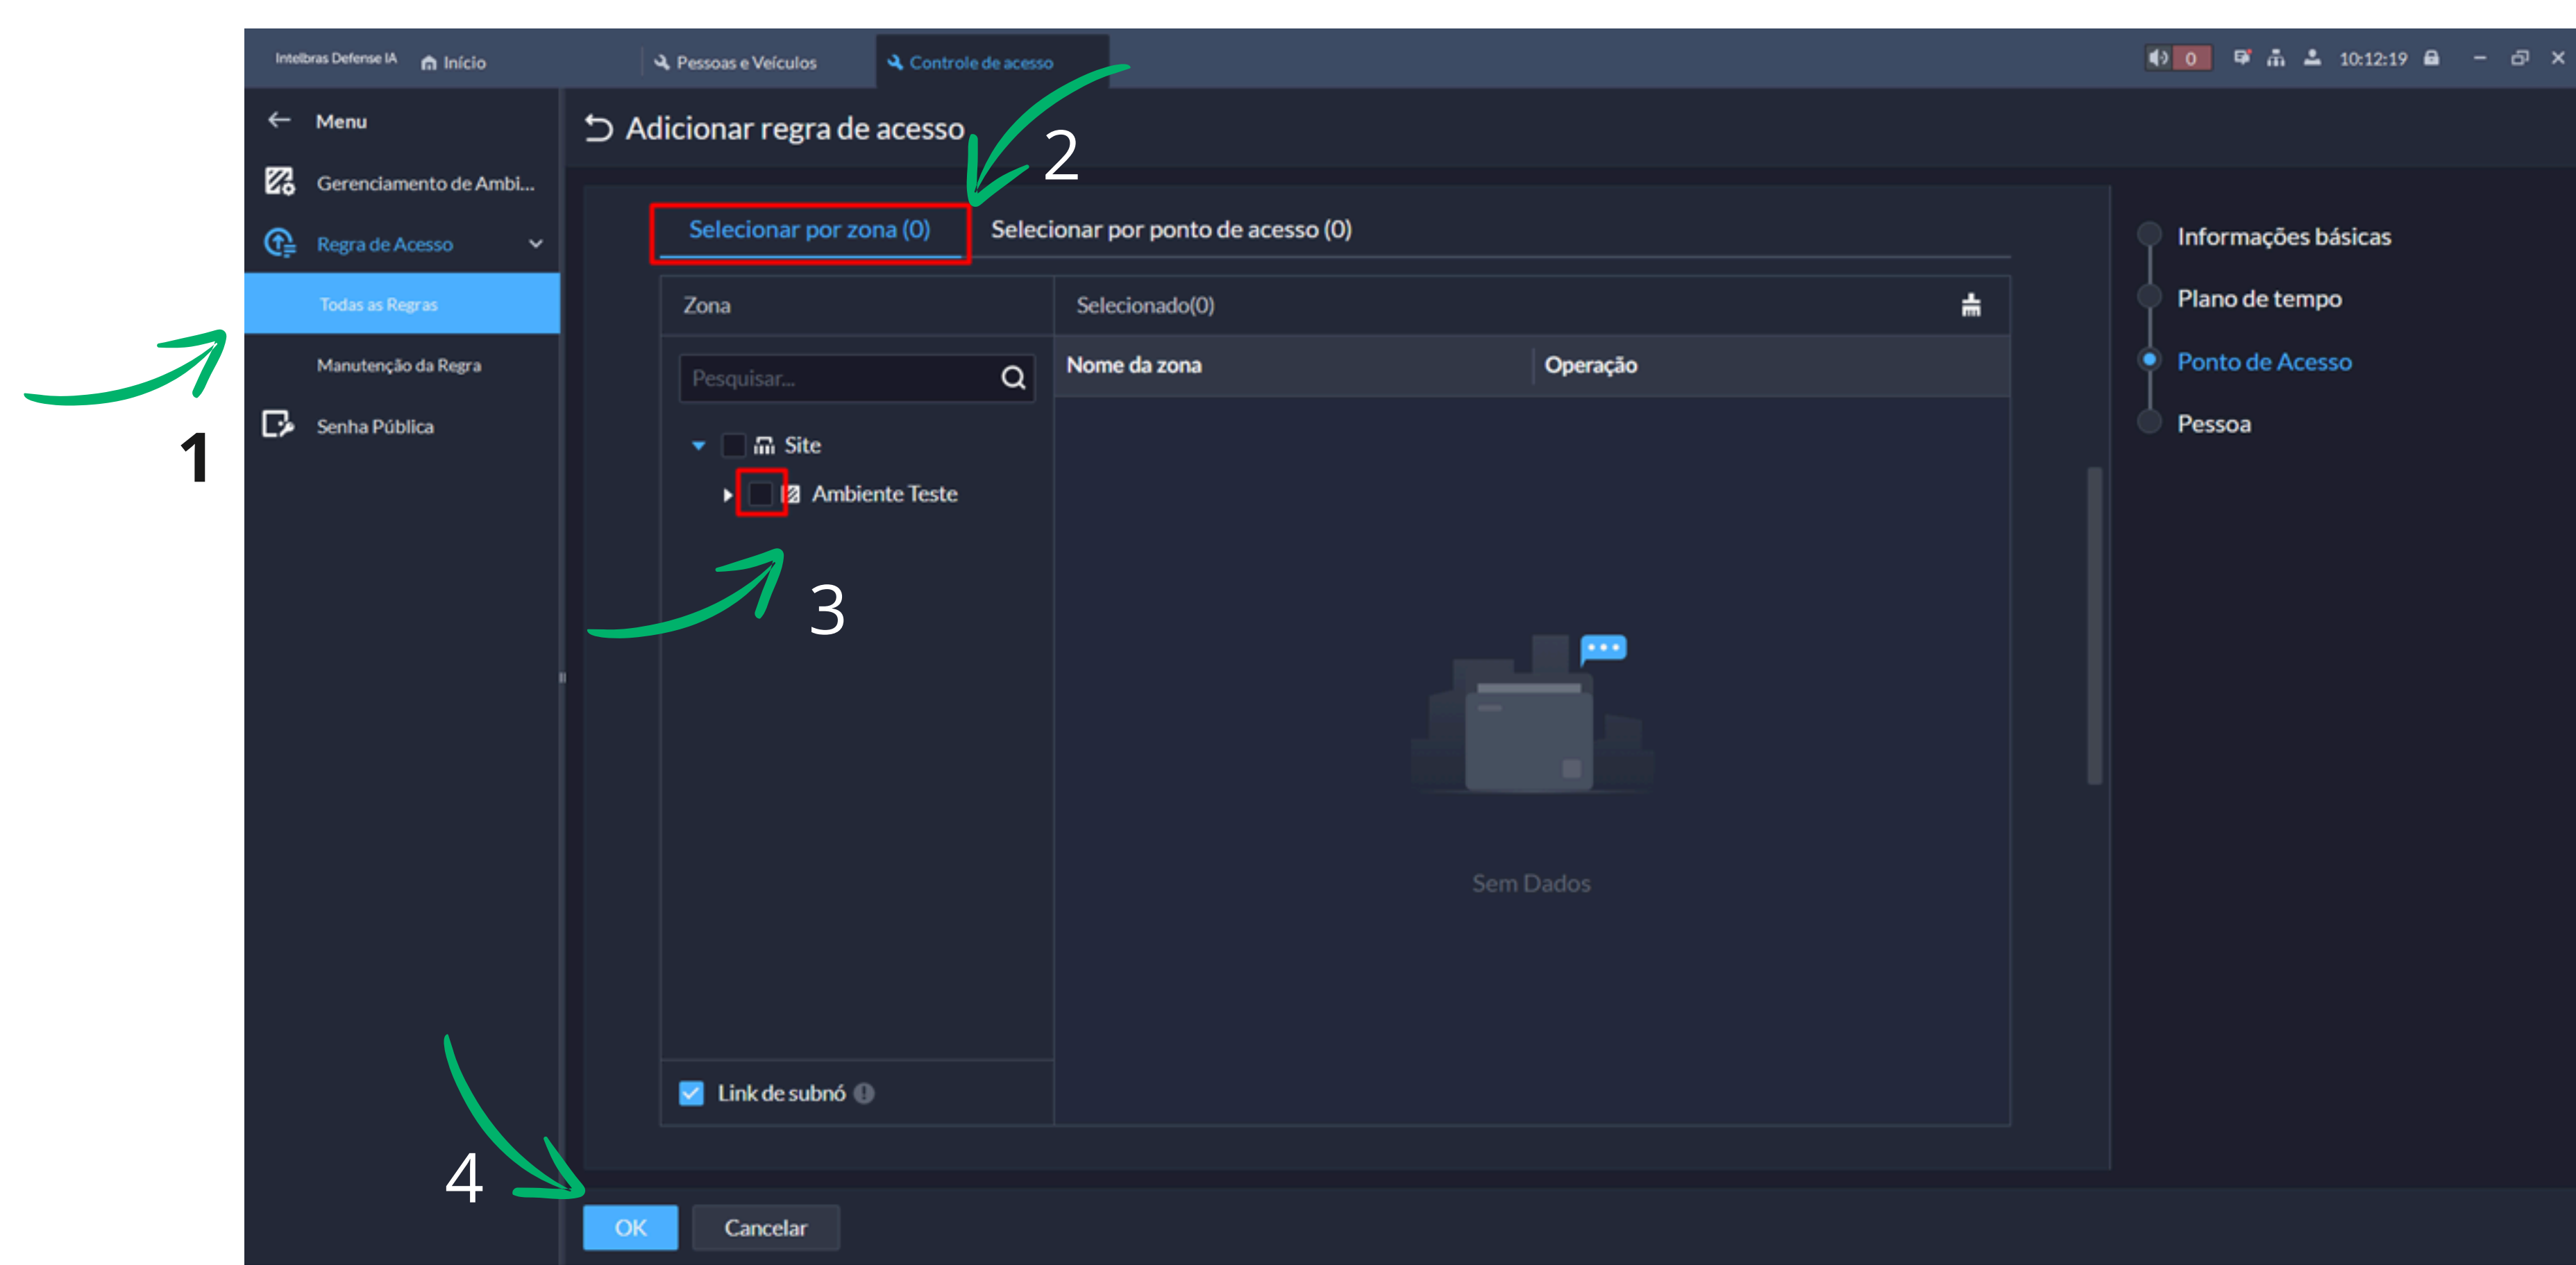 Intelbras Defense IA
Início
Pessoas e Veículos
Controle de acesso
0
10:12:19
Menu
Adicionar regra de acesso
2
Gerenciamento de Ambi...
Regra de Acesso
Todas as Regras
Manutenção da Regra
Senha Pública
1
Selecionar por zona (0)
Selecionar por ponto de acesso (0)
Zona
Selecionado(0)
Pesquisar...
Nome da zona
Operação
Site
Ambiente Teste
3
Sem Dados
Link de subnó
4
OK
Cancelar
Informações básicas
Plano de tempo
Ponto de Acesso
Pessoa